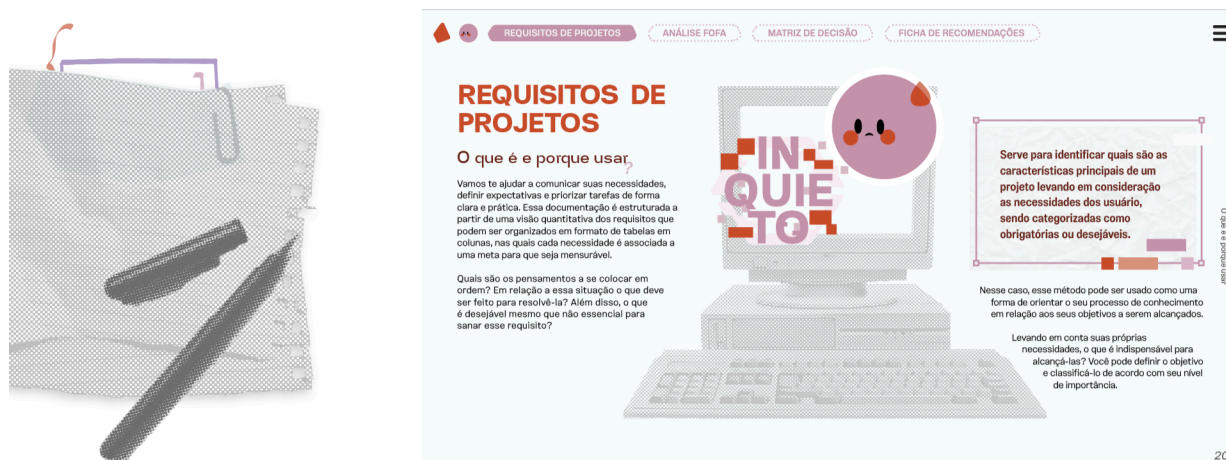 REQUISITOS DE PROJETOS
ANÁLISE FOFA
MATRIZ DE DECISÃO
FICHA DE RECOMENDAÇÕES
REQUISITOS DE
PROJETOS
O que é e porque usar
?
Vamos te ajudar a comunicar suas necessidades,
definir expectativas e priorizar tarefas de forma
clara e prática. Essa documentação é estruturada a
partir de uma visão quantitativa dos requisitos que
podem ser organizados em formato de tabelas em
colunas, nas quais cada necessidade é associada a
uma meta para que seja mensurável.
Quais são os pensamentos a se colocar em
ordem? Em relação a essa situação o que deve
ser feito para resolvê-la? Além disso, o que
é desejável mesmo que não essencial para
sanar esse requisito?
IN
QUIE
TO
Serve para identificar quais são as
características principais de um
projeto levando em consideração
as necessidades dos usuário,
sendo categorizadas como
obrigatórias ou desejáveis.
Nesse caso, esse método pode ser usado como uma
forma de orientar o seu processo de conhecimento
em relação aos seus objetivos a serem alcançados.
Levando em conta suas próprias
necessidades, o que é indispensável para
alcançá-las? Você pode definir o objetivo
e classificá-lo de acordo com seu nível
de importância.
O que é e porque usar
20